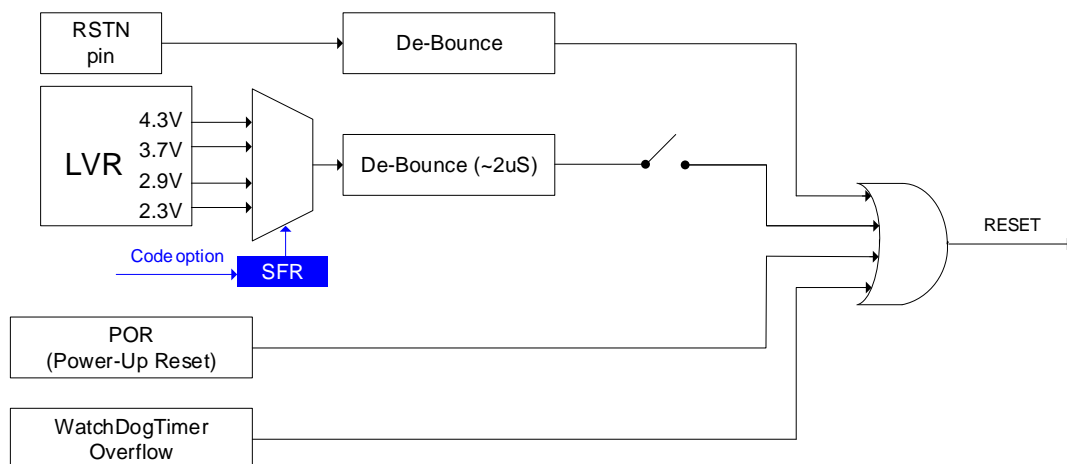 RSTN
pin
De-Bounce
LVR
4.3V
3.7V
2.9V
2.3V
De-Bounce (~2uS)
Code option
SFR
RESET
POR
(Power-Up Reset)
WatchDogTimer
Overflow